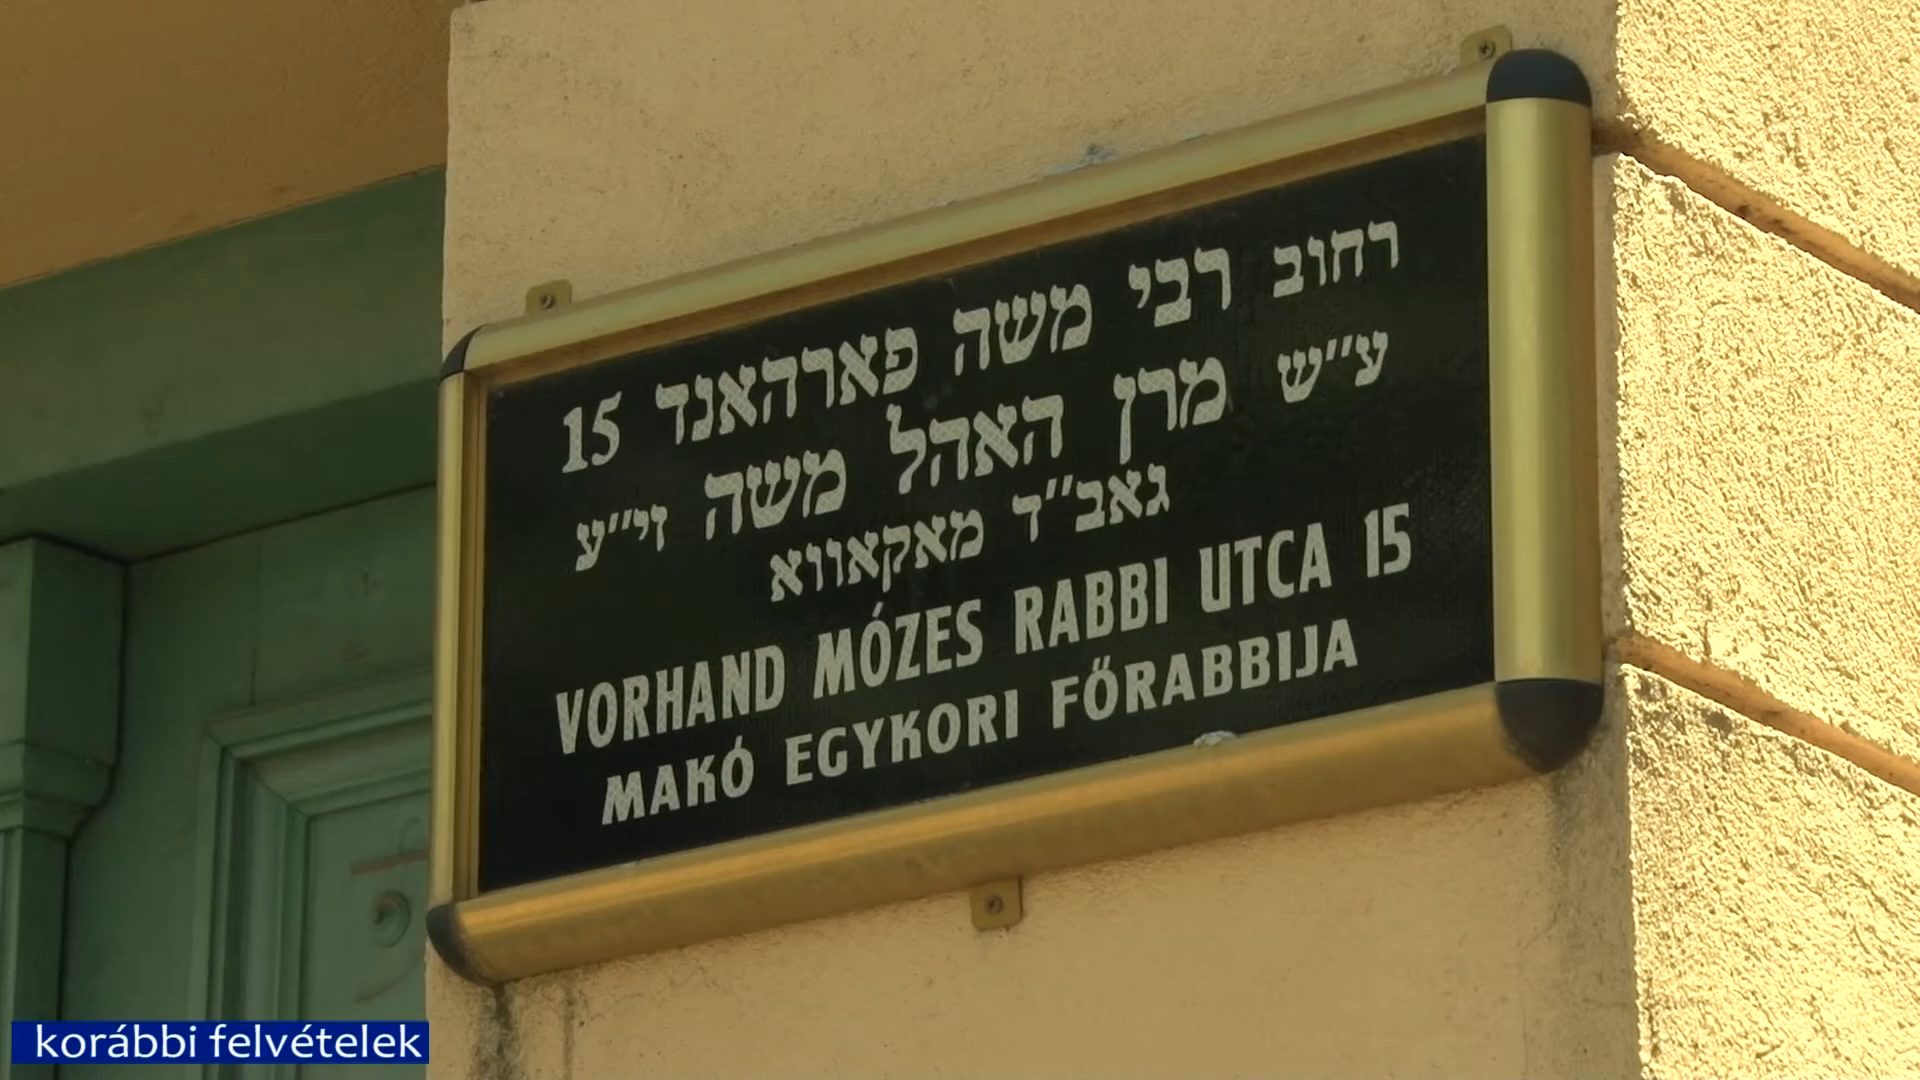 רחוב רבי משה פארהאנד 15
ע"ש מרן האהל משה זי"ע
גאב"ד מאקאווא
VORHAND MÓZES RABBI UTCA 15
MAKÓ EGYKORI FŐRABBIJA
korábbi felvételek